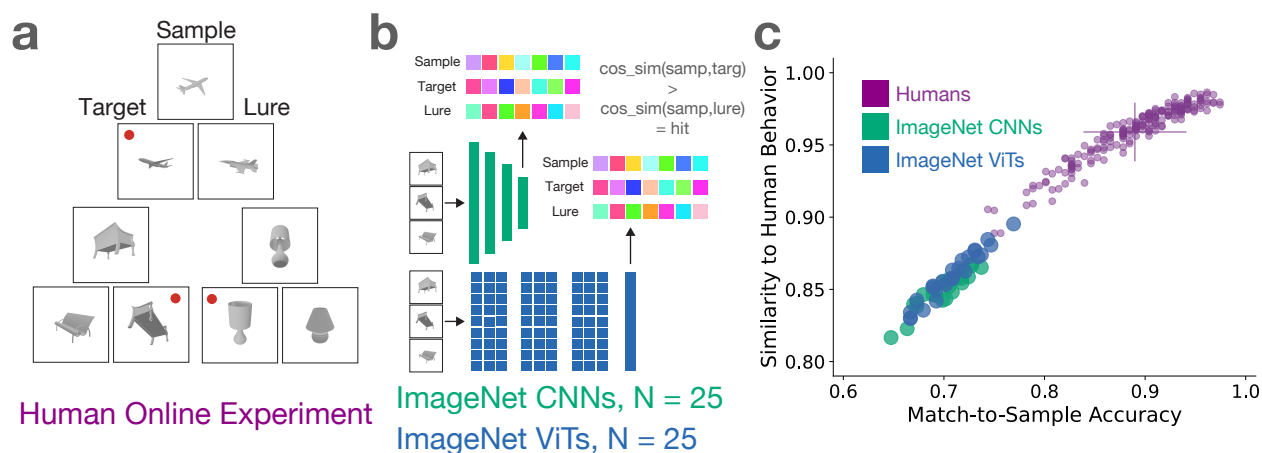 a
Sample
Target
Lure
Human Online Experiment
b
Sample
Target
Lure
cos_sim(samp,targ)
>
cos_sim(samp,lure)
= hit
Sample
Target
Lure
ImageNet CNNs, N = 25
ImageNet ViTs, N = 25
c
Similarity to Human Behavior
1.00
0.95
0.90
0.85
0.80
Humans
ImageNet CNNs
ImageNet ViTs
0.6 0.7 0.8 0.9 1.0
Match-to-Sample Accuracy